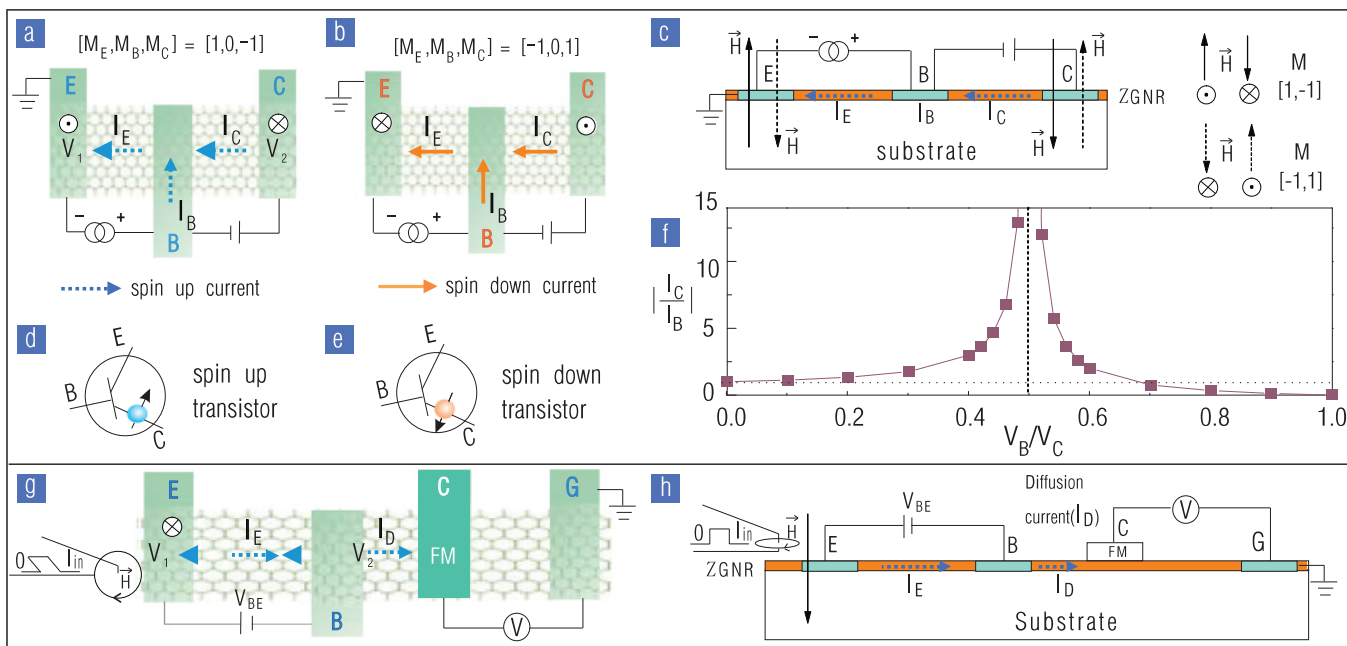 a
[M_E,M_B,M_C] = [1,0,-1]
E
C
V_1
I_E
I_C
V_2
I_B
− +
B
spin up current
b
[M_E,M_B,M_C] = [-1,0,1]
E
C
I_E
I_C
I_B
− +
B
spin down current
c
H
− +
H
E
B
C
ZGNR
I_E
I_B
I_C
H
substrate
H
H
M
[1,-1]
H
M
[-1,1]
d
E
B
C
spin up
transistor
e
E
B
C
spin down
transistor
f
15
10
5
0
|I_C/I_B|
0.0 0.2 0.4 0.6 0.8 1.0
V_B/V_C
g
E
C
G
0
I_in
H
V_1
I_E
V_2
I_D
FM
V_BE
B
V
h
0
I_in
H
V_BE
Diffusion
current(I_D)
V
E
B
C
FM
G
ZGNR
I_E
I_D
Substrate